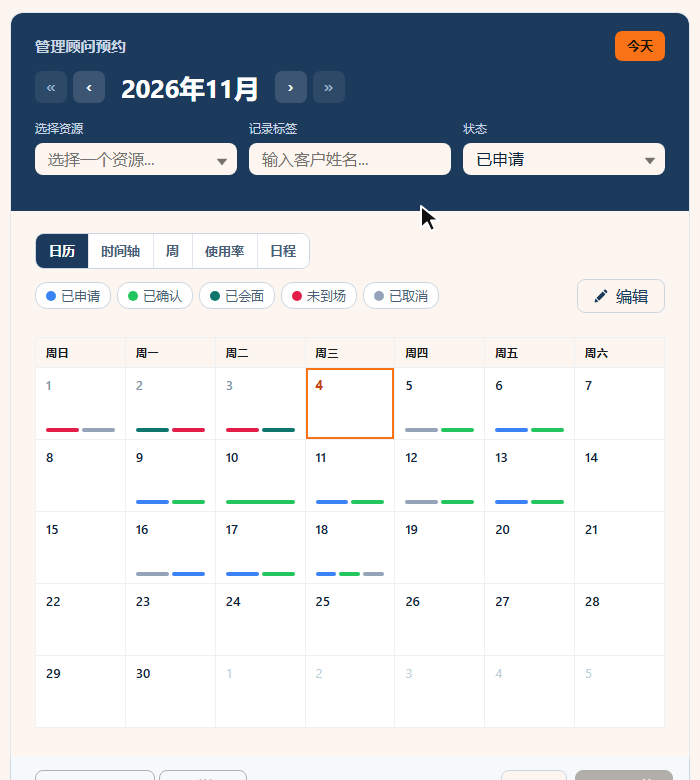 管理顾问预约
今天
« ‹ 2026年11月 › »
选择资源 记录标签 状态
选择一个资源... 输入客户姓名... 已申请
日历 时间轴 周 使用率 日程
已申请 已确认 已会面 未到场 已取消 编辑
周日 周一 周二 周三 周四 周五 周六
1 2 3 4 5 6 7
8 9 10 11 12 13 14
15 16 17 18 19 20 21
22 23 24 25 26 27 28
29 30 1 2 3 4 5